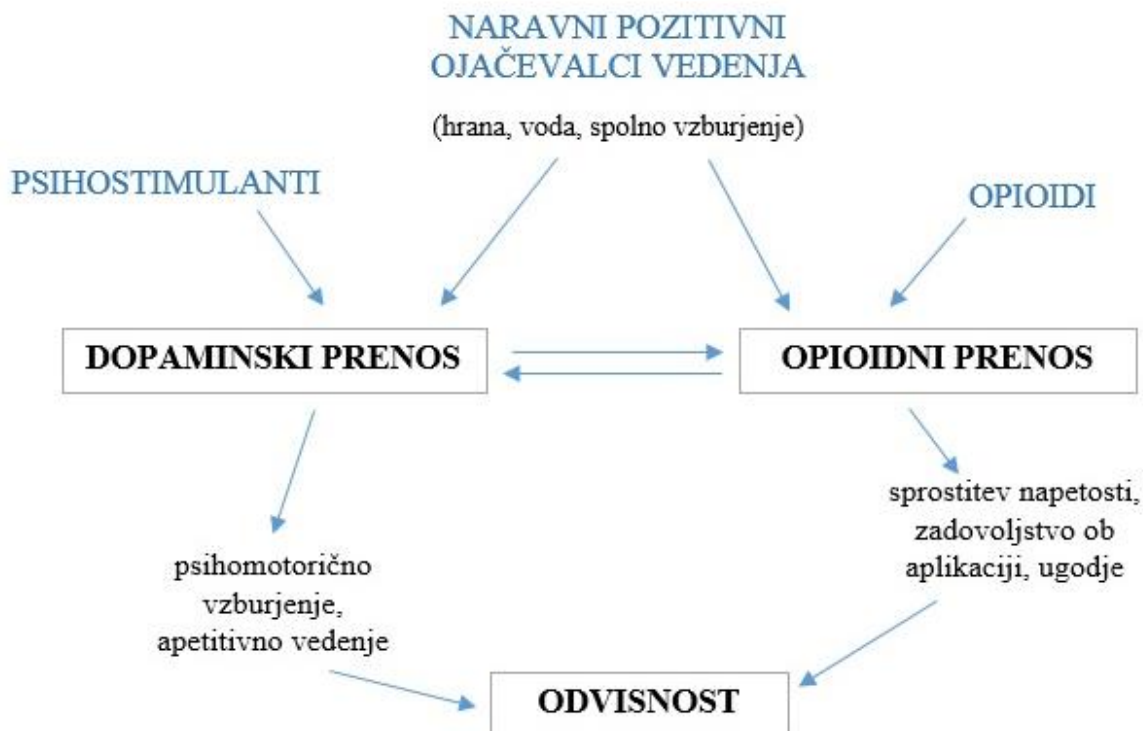 NARAVNI POZITIVNI
OJAČEVALCI VEDENJA
(hrana, voda, spolno vzburjenje)
PSIHOSTIMULANTI
OPIOIDI
DOPAMINSKI PRENOS
OPIOIDNI PRENOS
psihomotorično
vzburjenje,
apetitivno vedenje
sprostitev napetosti,
zadovoljstvo ob
aplikaciji, ugodje
ODVISNOST